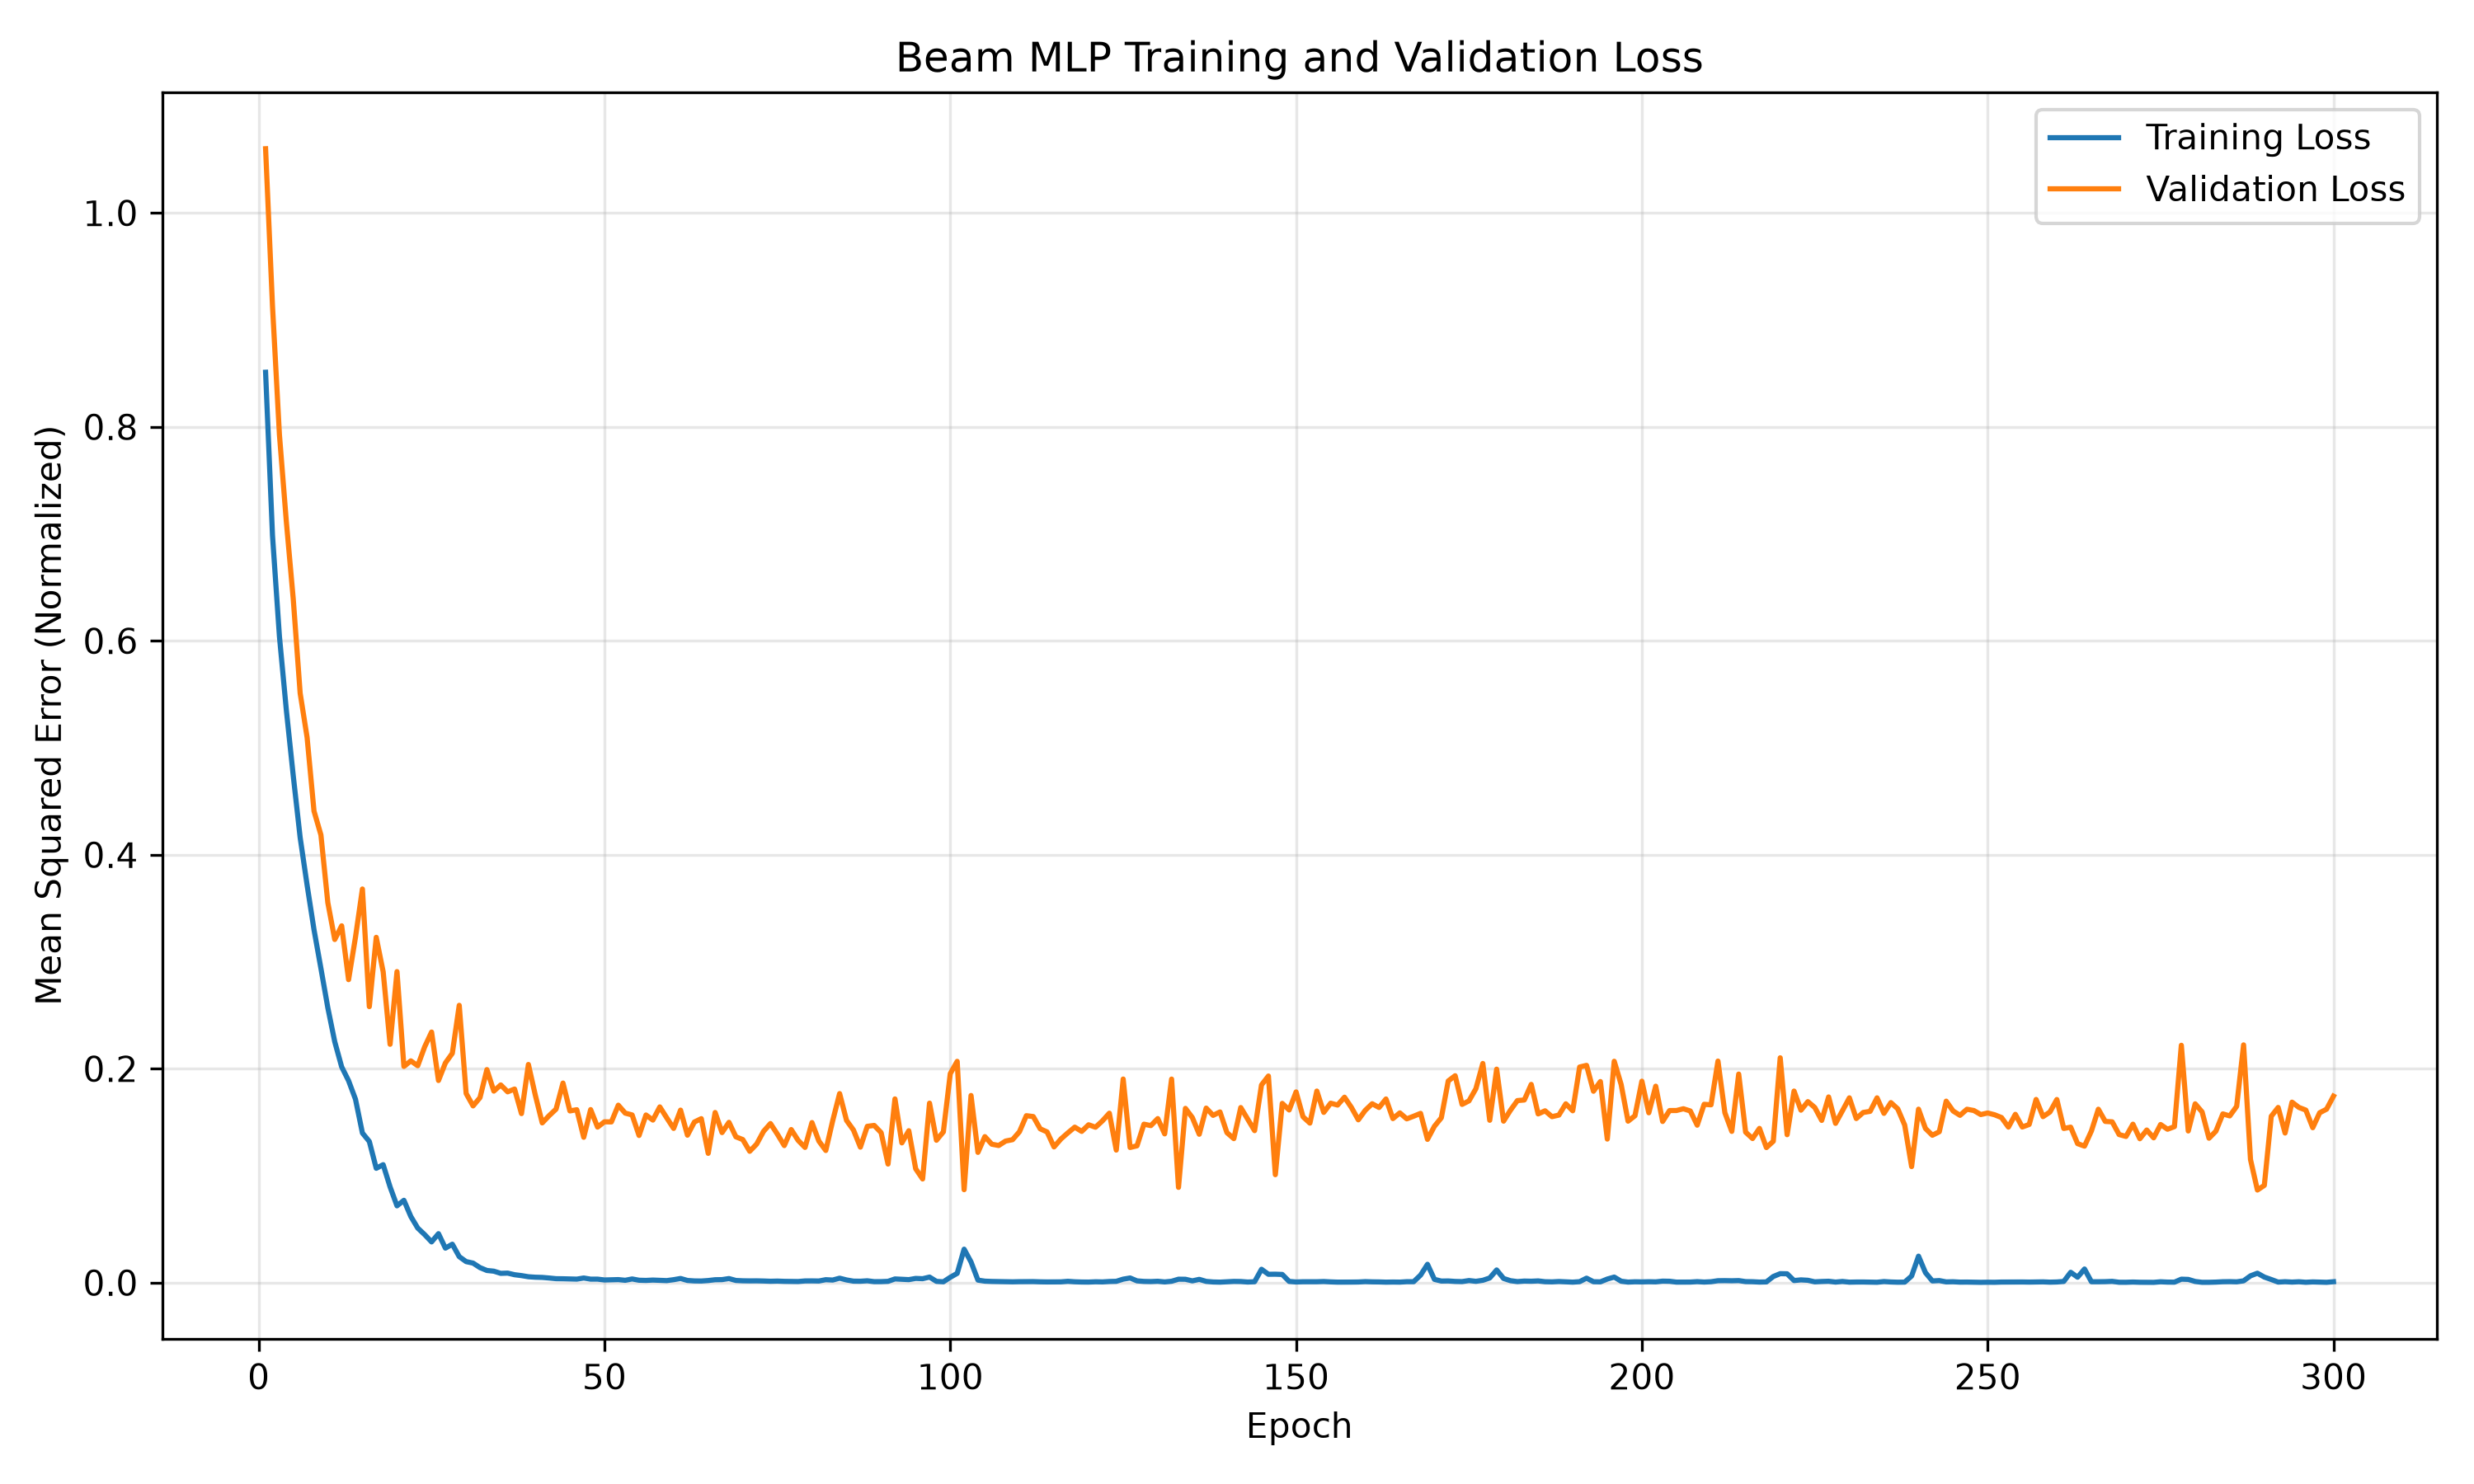 Beam MLP Training and Validation Loss
Training Loss
Validation Loss
Mean Squared Error (Normalized)
1.0
0.8
0.6
0.4
0.2
0.0
0 50 100 150 200 250 300
Epoch